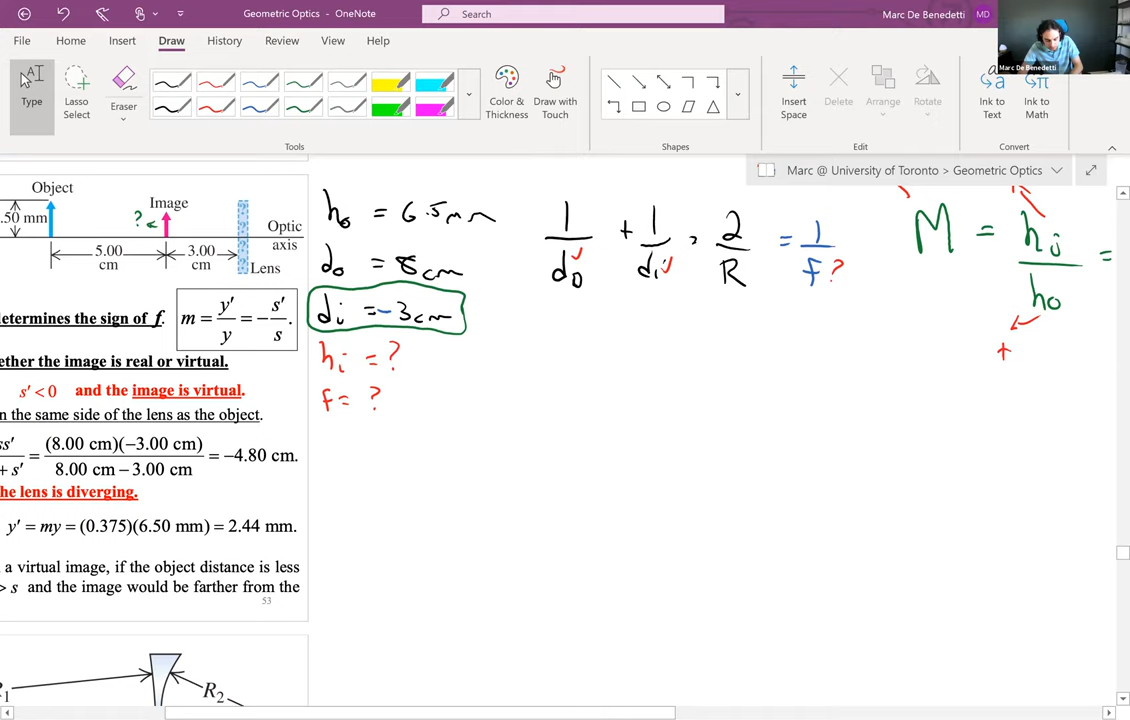 Geometric Optics - OneNote
Search
Marc De Benedetti
MD
File
Home
Insert
Draw
History
Review
View
Help
Marc De Benedetti
Type
Lasso
Select
Eraser
Color &
Thickness
Draw with
Touch
Insert
Space
Delete
Arrange
Rotate
Ink to
Text
Ink to
Math
Tools
Shapes
Edit
Convert
Marc @ University of Toronto > Geometric Optics
Object
Image
.50 mm
?
Optic
axis
5.00
cm
3.00
cm
Lens
determines the sign of f.
m = y'/y = − s'/s.
ether the image is real or virtual.
s' < 0 and the image is virtual.
n the same side of the lens as the object.
ss'/+ s' = (8.00 cm)(−3.00 cm)/8.00 cm − 3.00 cm = −4.80 cm.
he lens is diverging.
y' = my = (0.375)(6.50 mm) = 2.44 mm.
a virtual image, if the object distance is less
> s and the image would be farther from the
53
R1
R2
ho = 6.5mm
do = 8cm
di = -3cm
hi = ?
f = ?
1/do + 1/di = 2/R = 1/f ?
M = hi/ho =
+